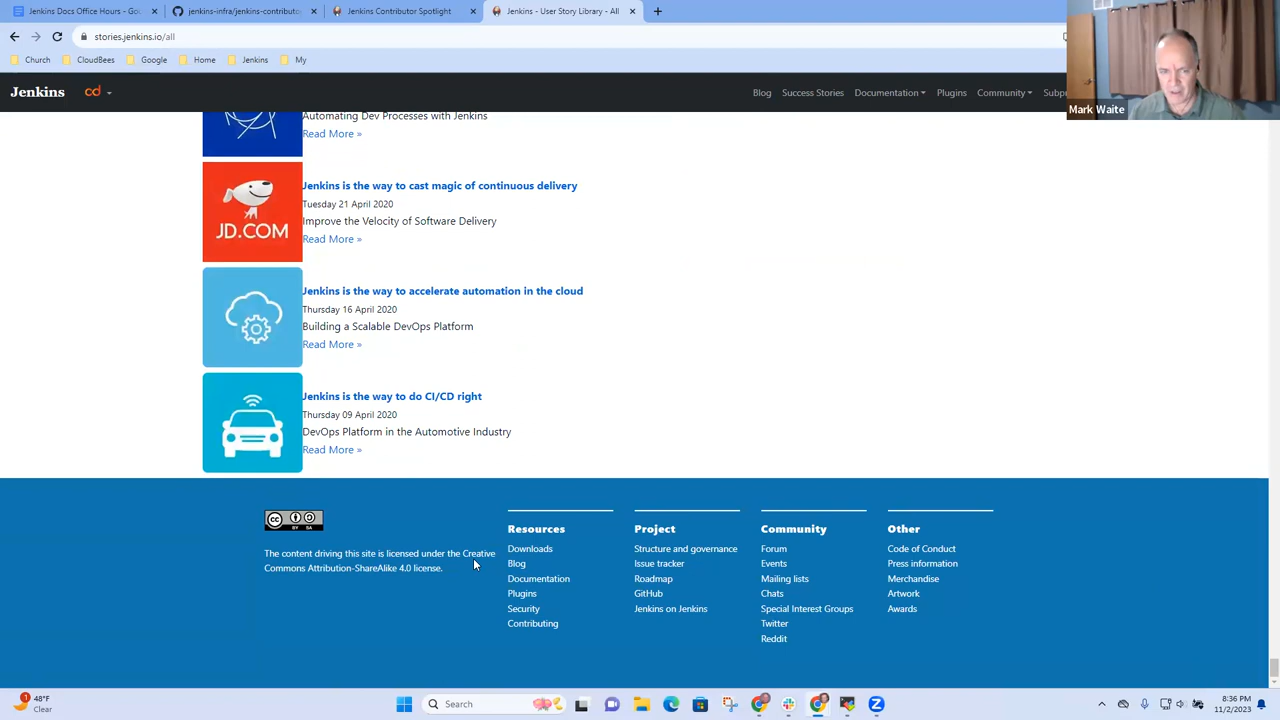 Jenkins Docs Office Hours - Go
jenkins-infra/contributor
Jenkins Contributor Spotlight
Jenkins - User Story Library - All
stories.jenkins.io/all
Church
CloudBees
Google
Home
Jenkins
My
Jenkins
cd
Blog
Success Stories
Documentation
Plugins
Community
Subp
Mark Waite
Automating Dev Processes with Jenkins
Read More »
JD.COM
Jenkins is the way to cast magic of continuous delivery
Tuesday 21 April 2020
Improve the Velocity of Software Delivery
Read More »
Jenkins is the way to accelerate automation in the cloud
Thursday 16 April 2020
Building a Scalable DevOps Platform
Read More »
Jenkins is the way to do CI/CD right
Thursday 09 April 2020
DevOps Platform in the Automotive Industry
Read More »
cc
BY SA
The content driving this site is licensed under the Creative
Commons Attribution-ShareAlike 4.0 license.
Resources
Downloads
Blog
Documentation
Plugins
Security
Contributing
Project
Structure and governance
Issue tracker
Roadmap
GitHub
Jenkins on Jenkins
Community
Forum
Events
Mailing lists
Chats
Special Interest Groups
Twitter
Reddit
Other
Code of Conduct
Press information
Merchandise
Artwork
Awards
1
48°F
Clear
Search
8:36 PM
11/2/2023